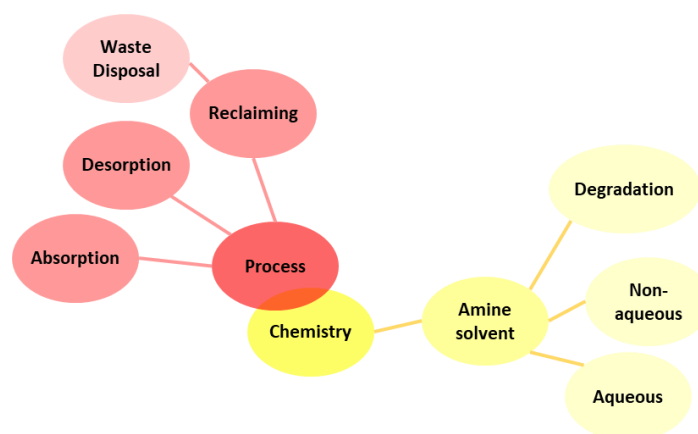 Waste
Disposal
Reclaiming
Desorption
Absorption
Process
Chemistry
Amine
solvent
Degradation
Non-
aqueous
Aqueous